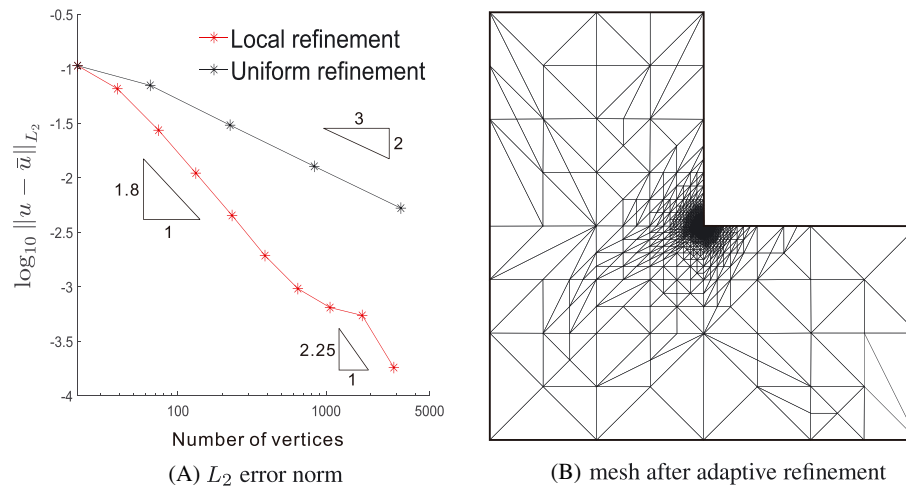 -0.5
-1
-1.5
-2
-2.5
-3
-3.5
-4
log₁₀ ‖u − ū‖_{L₂}
Local refinement
Uniform refinement
3
2
1.8
1
2.25
1
100
1000
5000
Number of vertices
(A) L₂ error norm
(B) mesh after adaptive refinement